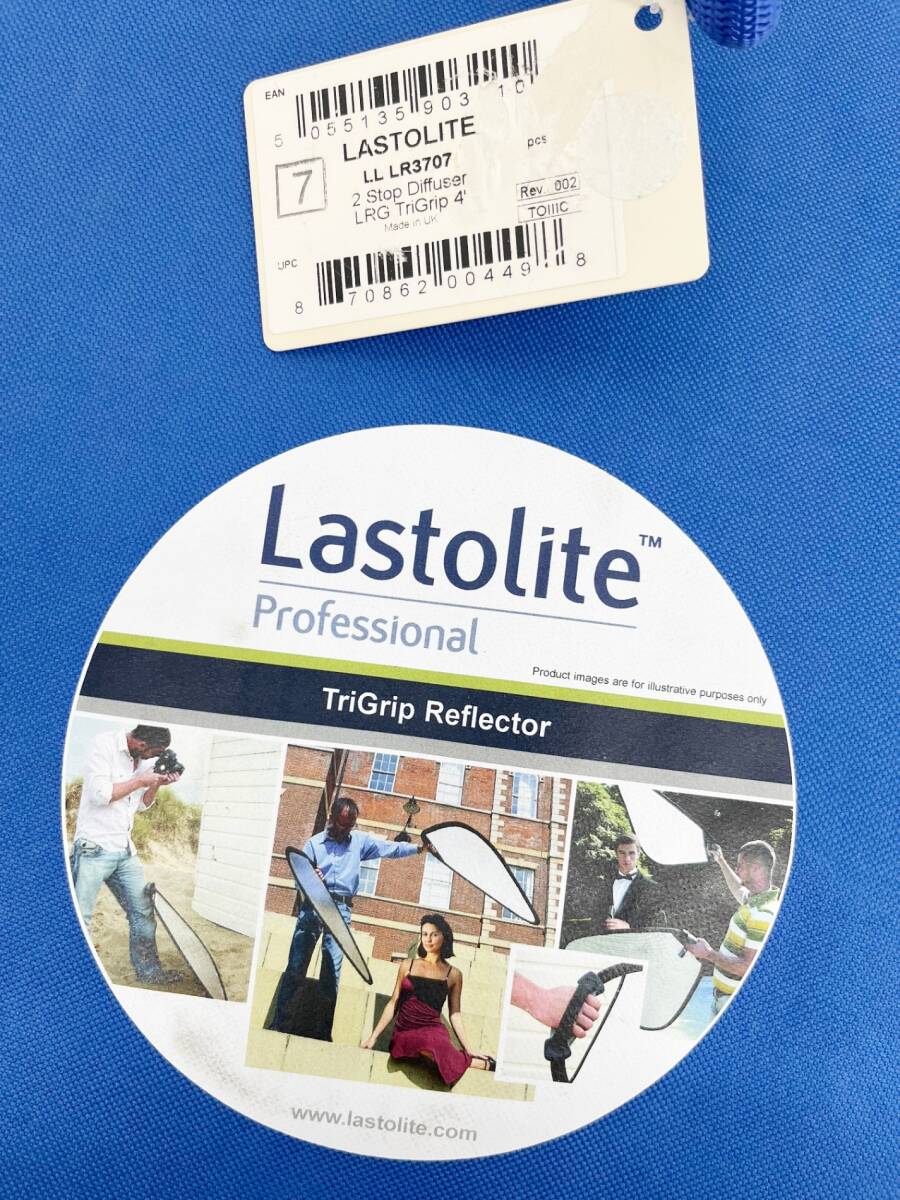 EAN
5 055135 903 10
LASTOLITE
pcs
7
LL LR3707
2 Stop Diffuser
LRG TriGrip 4'
Made in UK
Rev. 002
TOIIIC
UPC
8 70862 00449 8
Lastolite™
Professional
Product images are for illustrative purposes only
TriGrip Reflector
www.lastolite.com